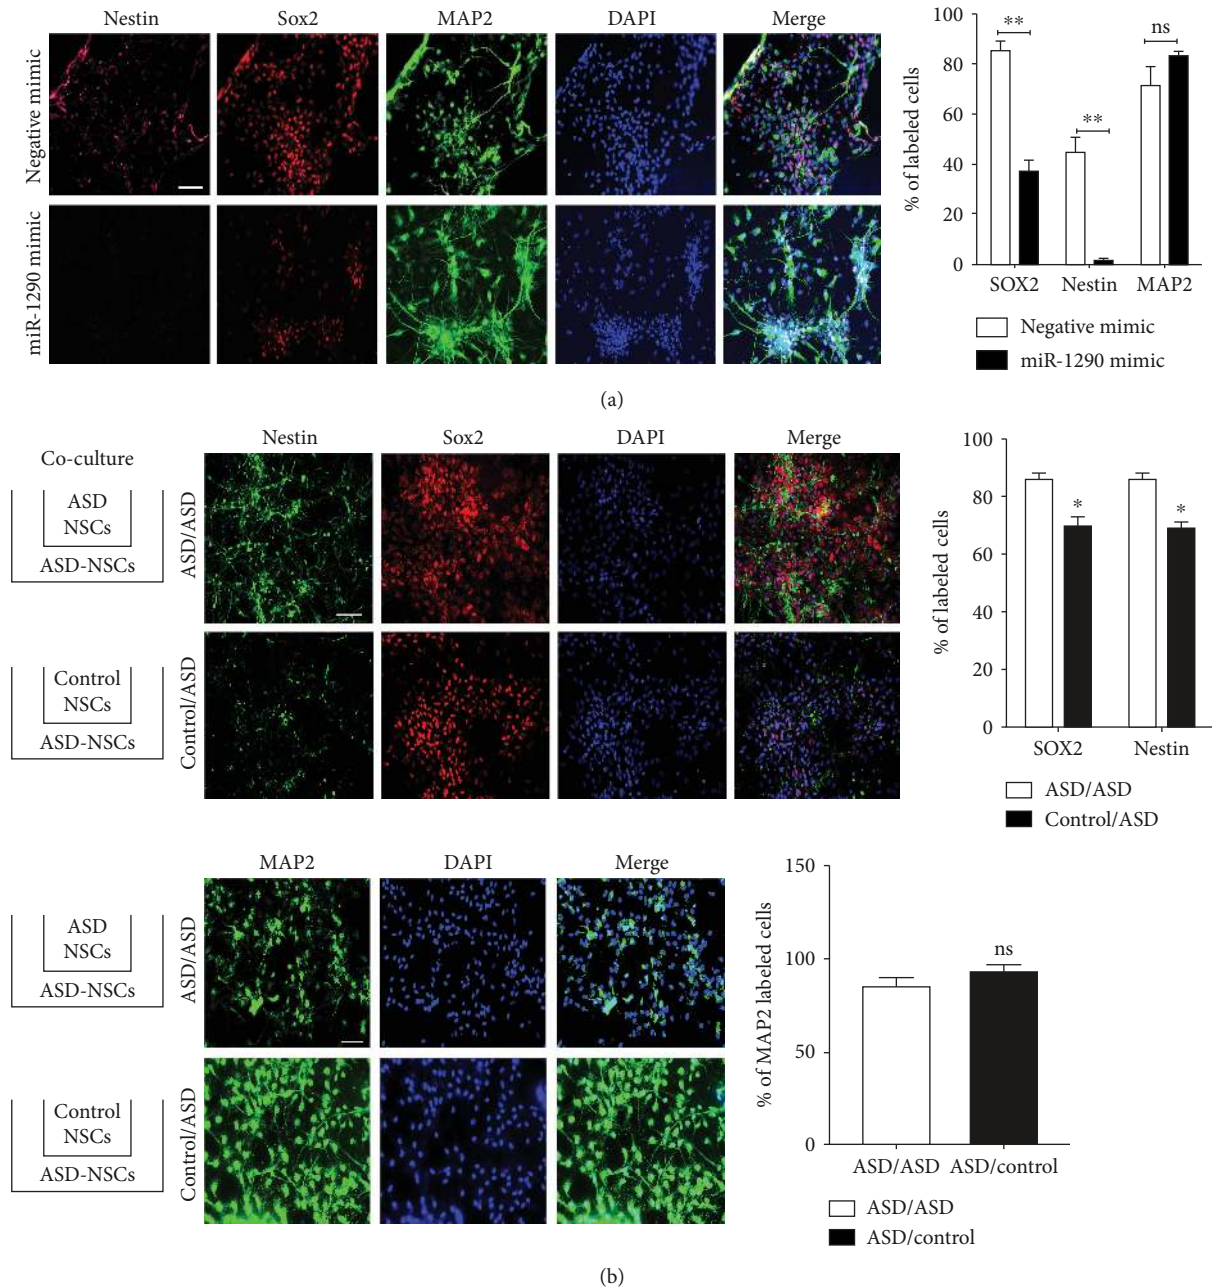 Nestin Sox2 MAP2 DAPI Merge
Negative mimic
miR-1290 mimic
100
80
60
40
20
0
% of labeled cells
**
**
ns
SOX2 Nestin MAP2
Negative mimic
miR-1290 mimic
(a)
Co-culture
Nestin Sox2 DAPI Merge
ASD
NSCs
ASD-NSCs
ASD/ASD
Control
NSCs
ASD-NSCs
Control/ASD
100
80
60
40
20
0
% of labeled cells
*
*
SOX2 Nestin
ASD/ASD
Control/ASD
MAP2 DAPI Merge
ASD
NSCs
ASD-NSCs
ASD/ASD
Control
NSCs
ASD-NSCs
Control/ASD
150
100
50
0
% of MAP2 labeled cells
ns
ASD/ASD ASD/control
ASD/ASD
ASD/control
(b)